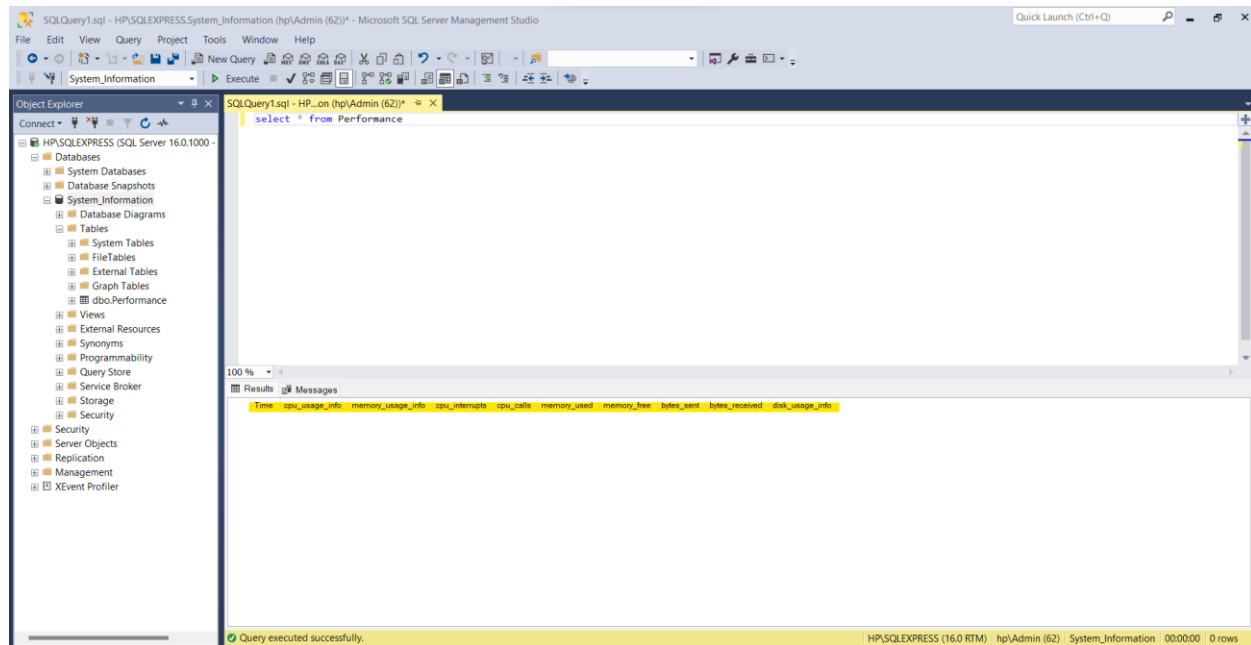 SQLQuery1.sql - HP\SQLEXPRESS.System_Information (hp\Admin (62))* - Microsoft SQL Server Management Studio
Quick Launch (Ctrl+Q)
File Edit View Query Project Tools Window Help
New Query
System_Information
Execute
Object Explorer
SQLQuery1.sql - HP...on (hp\Admin (62))*
Connect
select * from Performance
HP\SQLEXPRESS (SQL Server 16.0.1000 -
Databases
System Databases
Database Snapshots
System_Information
Database Diagrams
Tables
System Tables
FileTables
External Tables
Graph Tables
dbo.Performance
Views
External Resources
Synonyms
Programmability
Query Store
Service Broker
Storage
Security
Security
Server Objects
Replication
Management
XEvent Profiler
100 %
Results Messages
Time cpu_usage_info memory_usage_info cpu_interrupts cpu_calls memory_used memory_free bytes_sent bytes_received disk_usage_info
Query executed successfully.
HP\SQLEXPRESS (16.0 RTM) hp\Admin (62) System_Information 00:00:00 0 rows